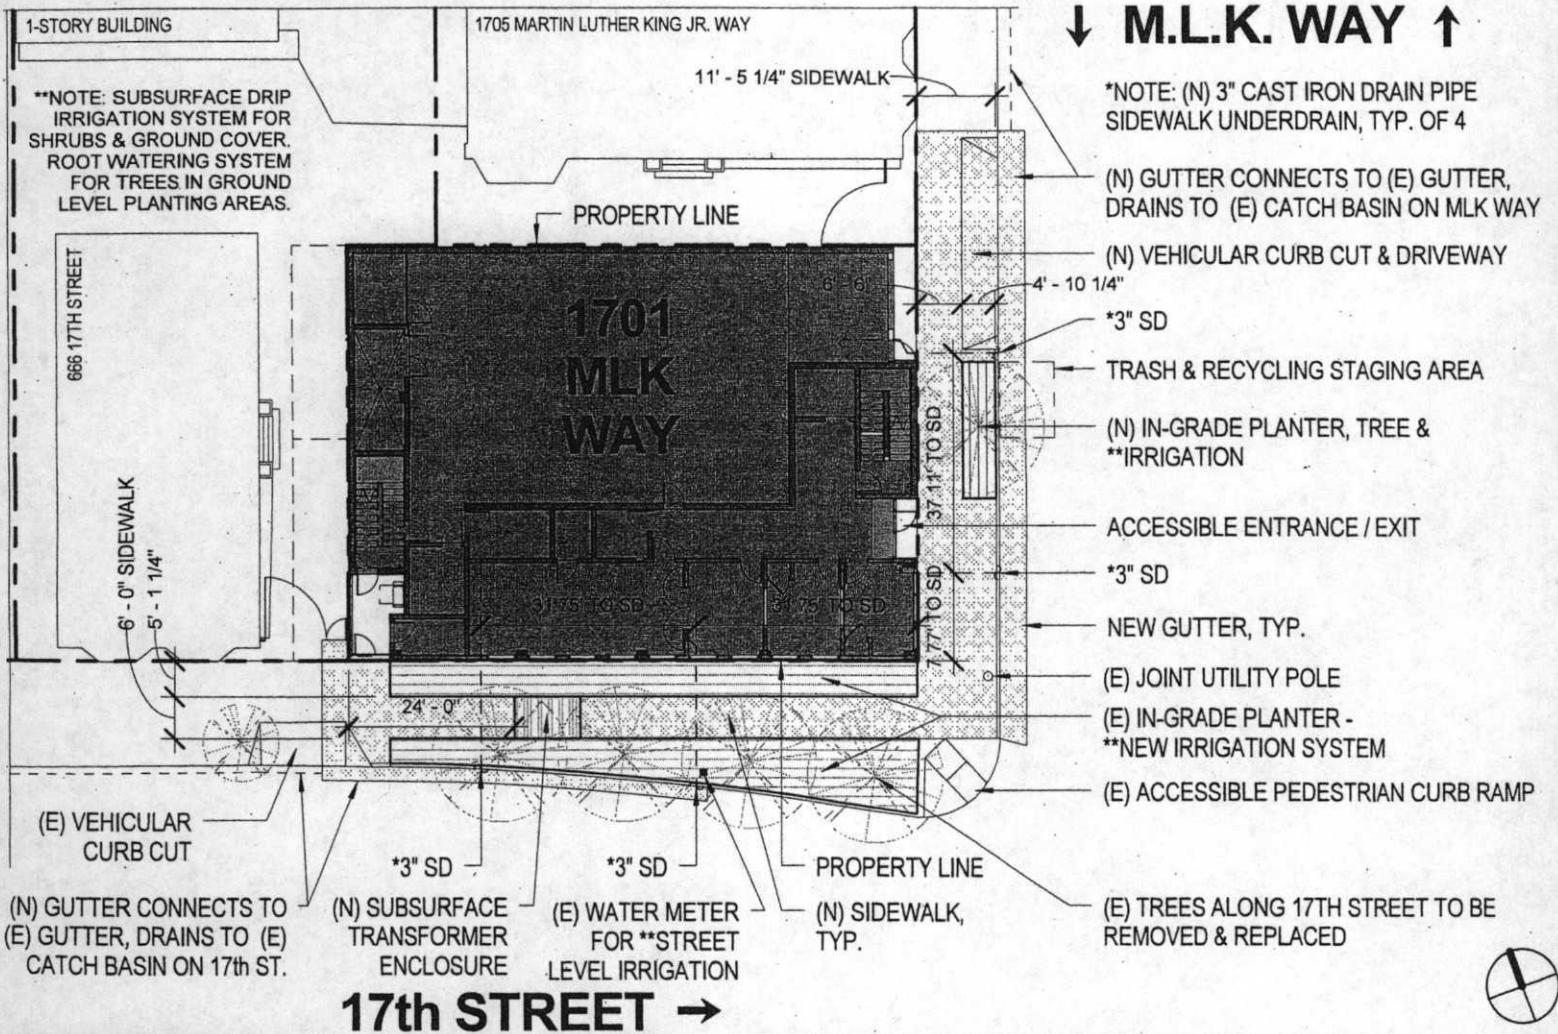 1-STORY BUILDING
1705 MARTIN LUTHER KING JR. WAY
↓ M.L.K. WAY ↑
11' - 5 1/4" SIDEWALK
**NOTE: SUBSURFACE DRIP
IRRIGATION SYSTEM FOR
SHRUBS & GROUND COVER.
ROOT WATERING SYSTEM
FOR TREES IN GROUND
LEVEL PLANTING AREAS.
*NOTE: (N) 3" CAST IRON DRAIN PIPE
SIDEWALK UNDERDRAIN, TYP. OF 4
(N) GUTTER CONNECTS TO (E) GUTTER,
DRAINS TO (E) CATCH BASIN ON MLK WAY
PROPERTY LINE
(N) VEHICULAR CURB CUT & DRIVEWAY
666 17TH STREET
4' - 10 1/4"
1701
MLK
WAY
*3" SD
TRASH & RECYCLING STAGING AREA
(N) IN-GRADE PLANTER, TREE &
**IRRIGATION
37.11' TO SD
ACCESSIBLE ENTRANCE / EXIT
6' - 0" SIDEWALK
5' - 1 1/4"
*3" SD
31.75' TO SD
31.75' TO SD
7.77' TO SD
NEW GUTTER, TYP.
(E) JOINT UTILITY POLE
24' - 0"
(E) IN-GRADE PLANTER -
**NEW IRRIGATION SYSTEM
(E) ACCESSIBLE PEDESTRIAN CURB RAMP
(E) VEHICULAR
CURB CUT
*3" SD
*3" SD
PROPERTY LINE
(N) GUTTER CONNECTS TO
(E) GUTTER, DRAINS TO (E)
CATCH BASIN ON 17th ST.
(N) SUBSURFACE
TRANSFORMER
ENCLOSURE
(E) WATER METER
FOR **STREET
LEVEL IRRIGATION
(N) SIDEWALK,
TYP.
(E) TREES ALONG 17TH STREET TO BE
REMOVED & REPLACED
17th STREET →